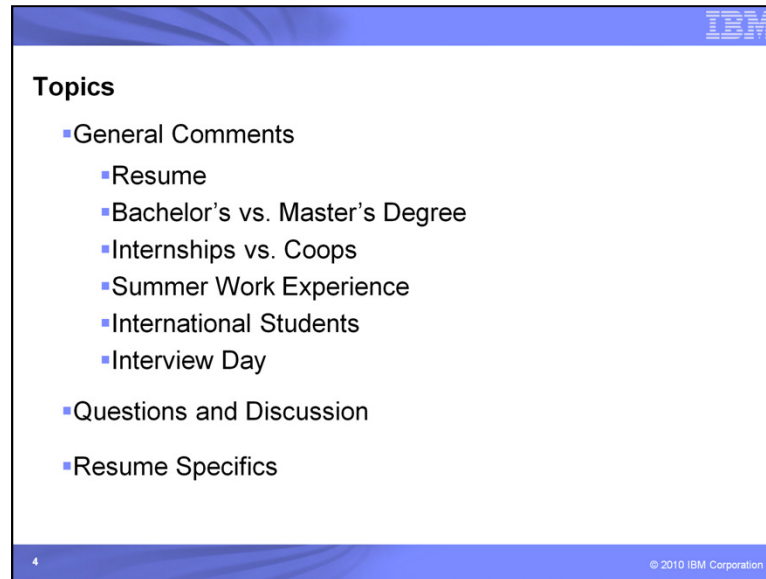 IBM
Topics
General Comments
Resume
Bachelor’s vs. Master’s Degree
Internships vs. Coops
Summer Work Experience
International Students
Interview Day
Questions and Discussion
Resume Specifics
4
© 2010 IBM Corporation